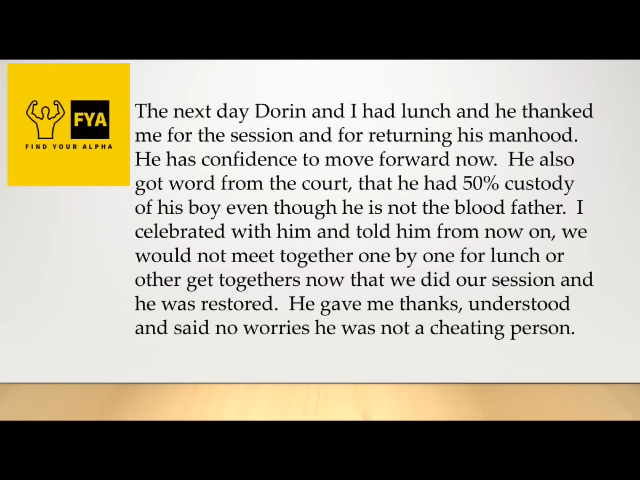 FYA
FIND YOUR ALPHA
The next day Dorin and I had lunch and he thanked
me for the session and for returning his manhood.
He has confidence to move forward now.  He also
got word from the court, that he had 50% custody
of his boy even though he is not the blood father.  I
celebrated with him and told him from now on, we
would not meet together one by one for lunch or
other get togethers now that we did our session and
he was restored.  He gave me thanks, understood
and said no worries he was not a cheating person.